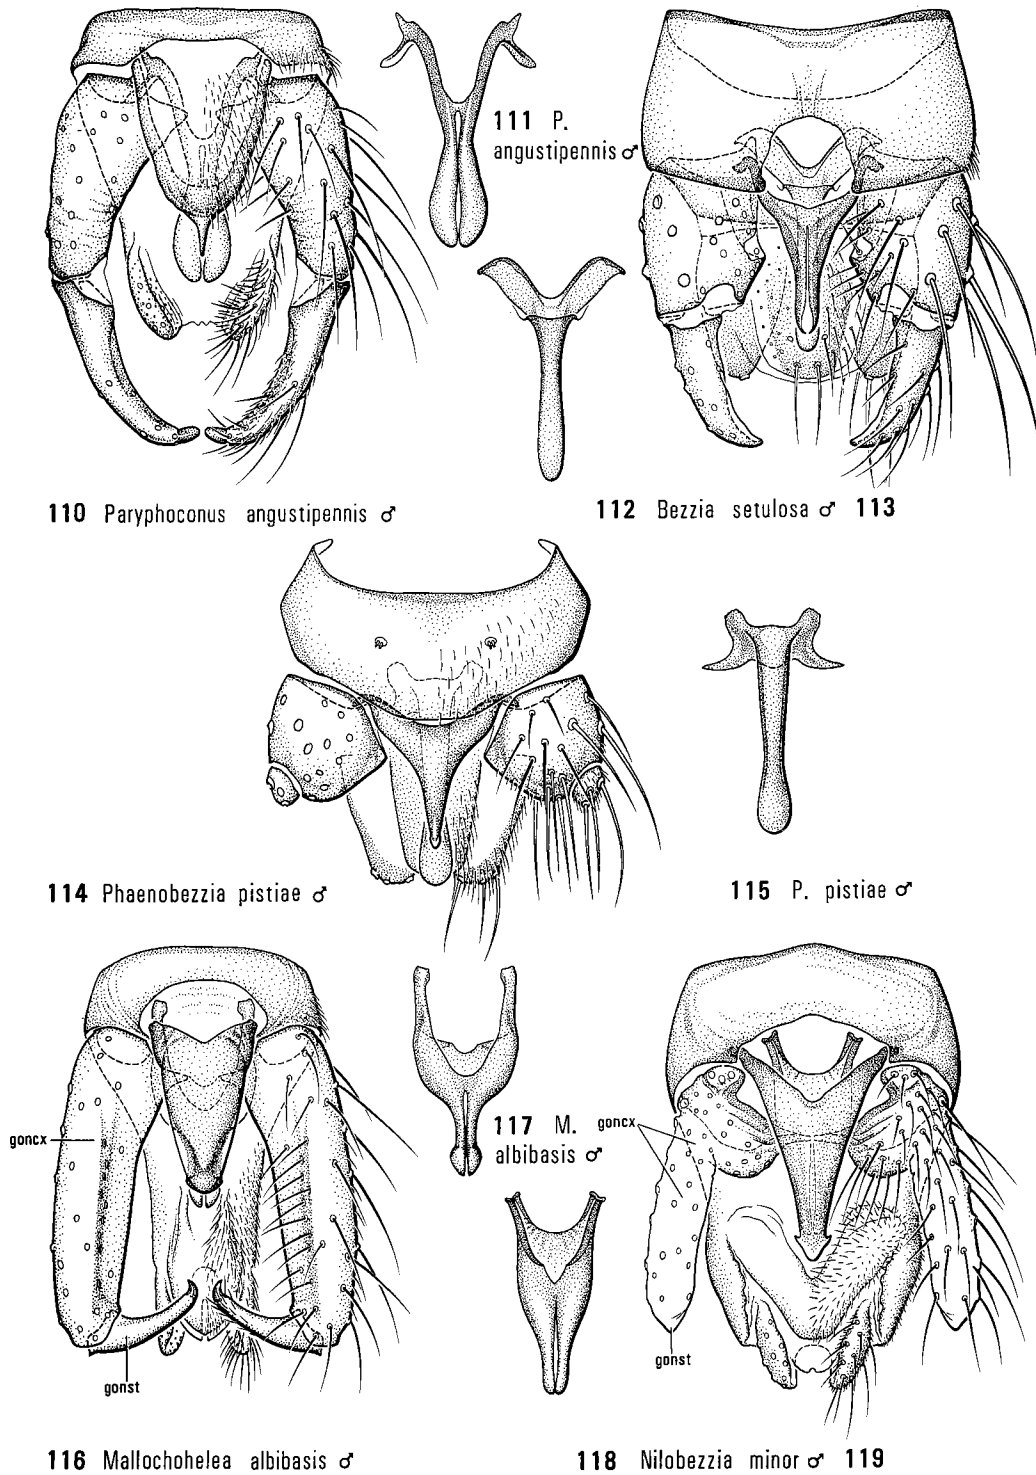 111 P.
angustipennis ♂
110 Paryphoconus angustipennis ♂
112 Bezzia setulosa ♂ 113
114 Phaenobezzia pistiae ♂
115 P. pistiae ♂
goncx
gonst
117 M.
albibasis ♂
goncx
gonst
116 Mallochohelea albibasis ♂
118 Nilobezzia minor ♂ 119